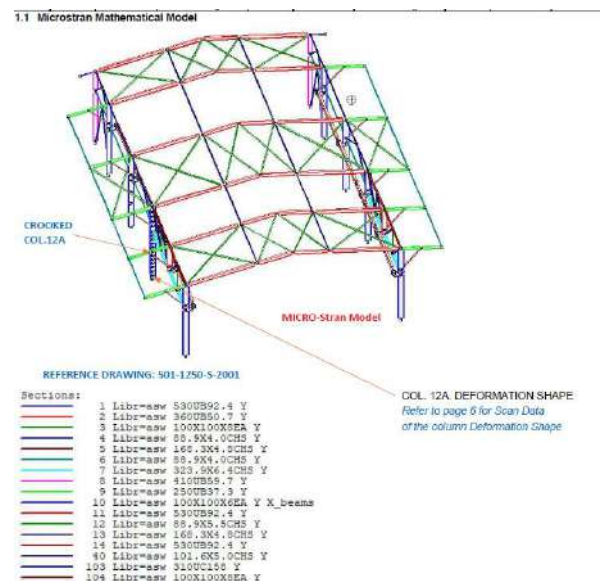 1.1 Microstran Mathematical Model
CROOKED
COL.12A
MICRO-Stran Model
REFERENCE DRAWING: 501-1250-S-2001
COL. 12A. DEFORMATION SHAPE
Refer to page 6 for Scan Data
of the column Deformation Shape
Sections:
1 Libr=asw 530UB92.4 Y
2 Libr=asw 360UB50.7 Y
3 Libr=asw 100X100X8EA Y
4 Libr=asw 88.9X4.0CHS Y
5 Libr=asw 168.3X4.8CHS Y
6 Libr=asw 88.9X4.0CHS Y
7 Libr=asw 323.9X6.4CHS Y
8 Libr=asw 410UB59.7 Y
9 Libr=asw 250UB37.3 Y
10 Libr=asw 100X100X6EA Y X_beams
11 Libr=asw 530UB92.4 Y
12 Libr=asw 88.9X5.5CHS Y
13 Libr=asw 168.3X4.8CHS Y
14 Libr=asw 530UB92.4 Y
40 Libr=asw 101.6X5.0CHS Y
103 Libr=asw 310UC158 Y
104 Libr=asw 100X100X8EA Y